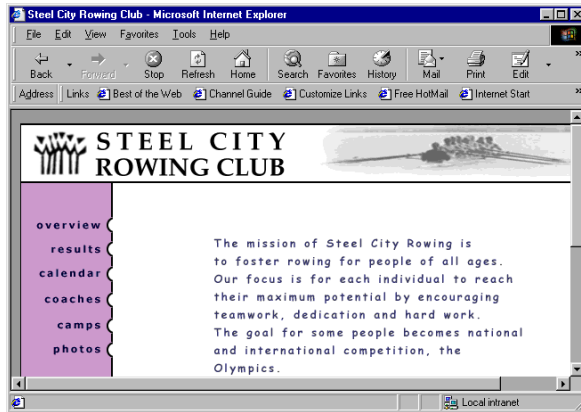 Steel City Rowing Club - Microsoft Internet Explorer
File Edit View Favorites Tools Help
Back Forward Stop Refresh Home Search Favorites History Mail Print Edit
Address Links Best of the Web Channel Guide Customize Links Free HotMail Internet Start
STEEL CITY
ROWING CLUB
overview
results
calendar
coaches
camps
photos
The mission of Steel City Rowing is
to foster rowing for people of all ages.
Our focus is for each individual to reach
their maximum potential by encouraging
teamwork, dedication and hard work.
The goal for some people becomes national
and international competition, the
Olympics.
Local intranet